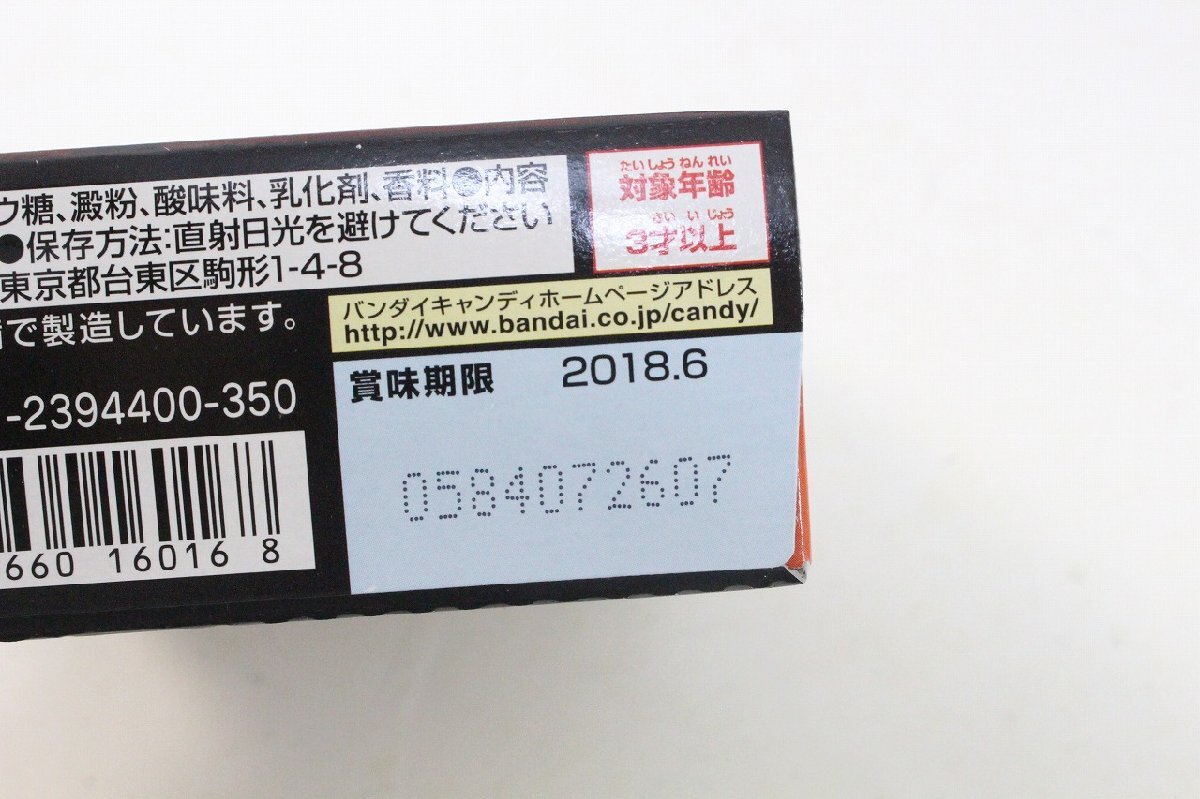 ウ糖、澱粉、酸味料、乳化剤、香料●内容
●保存方法:直射日光を避けてください
東京都台東区駒形1-4-8
で製造しています。
-2394400-350
660 16016 8
たいしょうねんれい
対象年齢
さいいじょう
3才以上
バンダイキャンディホームページアドレス
http://www.bandai.co.jp/candy/
賞味期限 2018.6
0584072607